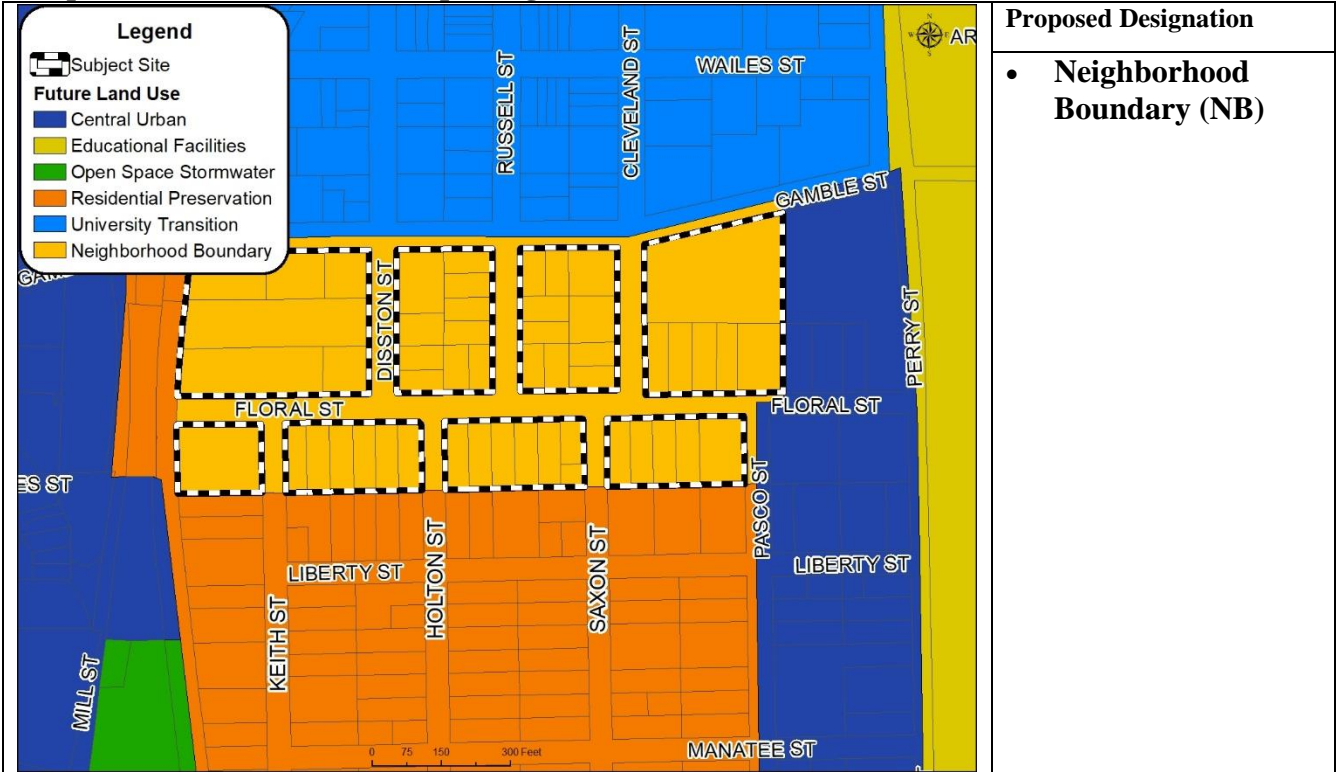 Legend
Subject Site
Future Land Use
Central Urban
Educational Facilities
Open Space Stormwater
Residential Preservation
University Transition
Neighborhood Boundary
RUSSELL ST
CLEVELAND ST
WAILES ST
AR
N
GAMBLE ST
DISSTON ST
PERRY ST
FLORAL ST
FLORAL ST
ES ST
PASCO ST
HOLTON ST
SAXON ST
LIBERTY ST
LIBERTY ST
KEITH ST
MILL ST
0 75 150 300 Feet
MANATEE ST
Proposed Designation
• Neighborhood
Boundary (NB)